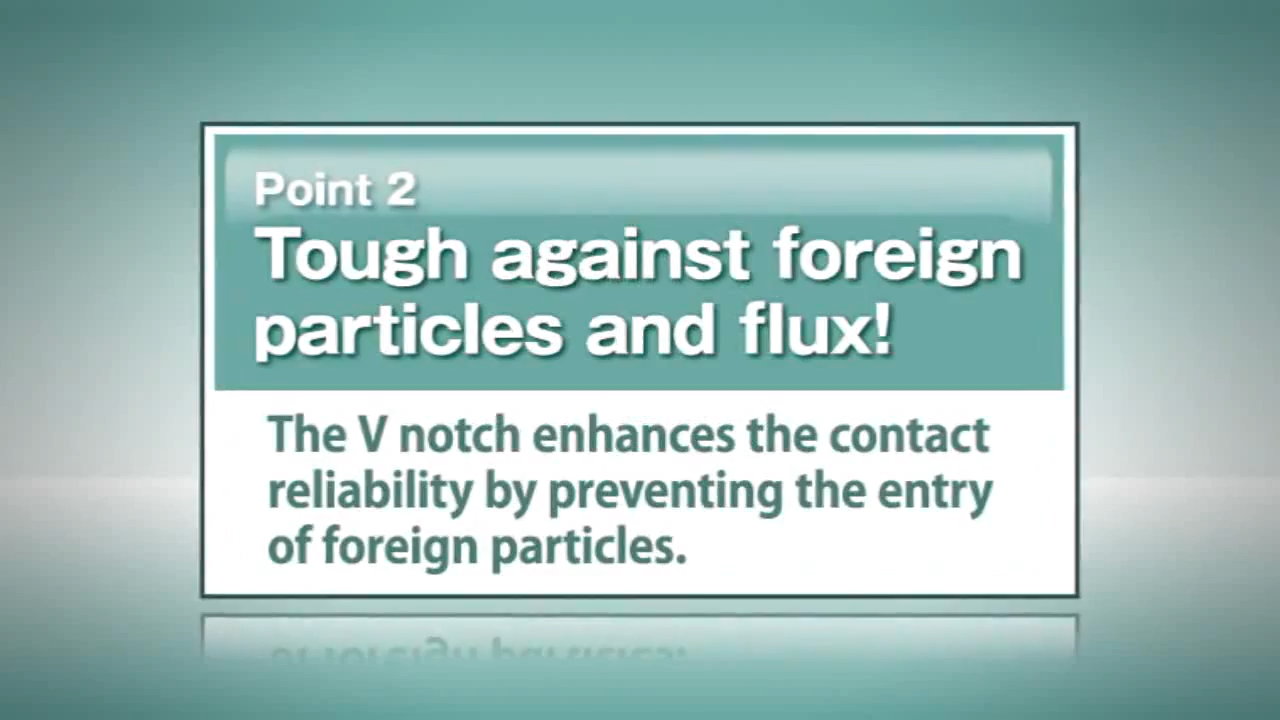 Point 2
Tough against foreign
particles and flux!
The V notch enhances the contact
reliability by preventing the entry
of foreign particles.